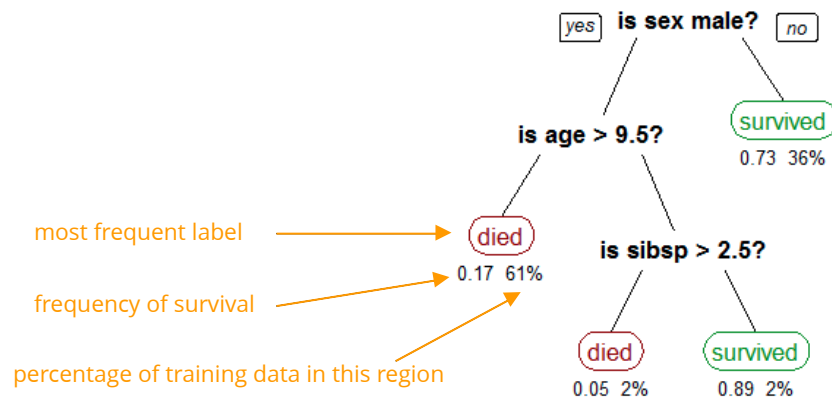 yes is sex male? no
survived
is age > 9.5?
0.73 36%
most frequent label
died
is sibsp > 2.5?
0.17 61%
frequency of survival
died survived
percentage of training data in this region
0.05 2% 0.89 2%